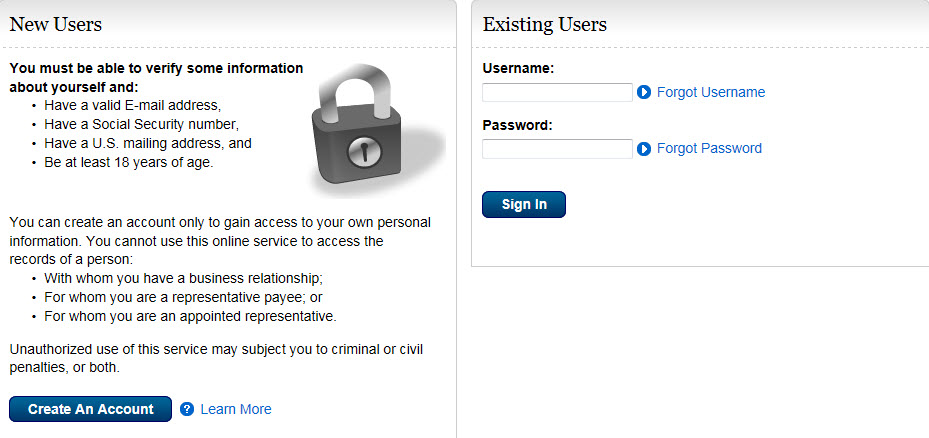 New Users
You must be able to verify some information
about yourself and:
• Have a valid E-mail address,
• Have a Social Security number,
• Have a U.S. mailing address, and
• Be at least 18 years of age.
You can create an account only to gain access to your own personal
information. You cannot use this online service to access the
records of a person:
• With whom you have a business relationship;
• For whom you are a representative payee; or
• For whom you are an appointed representative.
Unauthorized use of this service may subject you to criminal or civil
penalties, or both.
Create An Account ? Learn More
Existing Users
Username:
Forgot Username
Password:
Forgot Password
Sign In